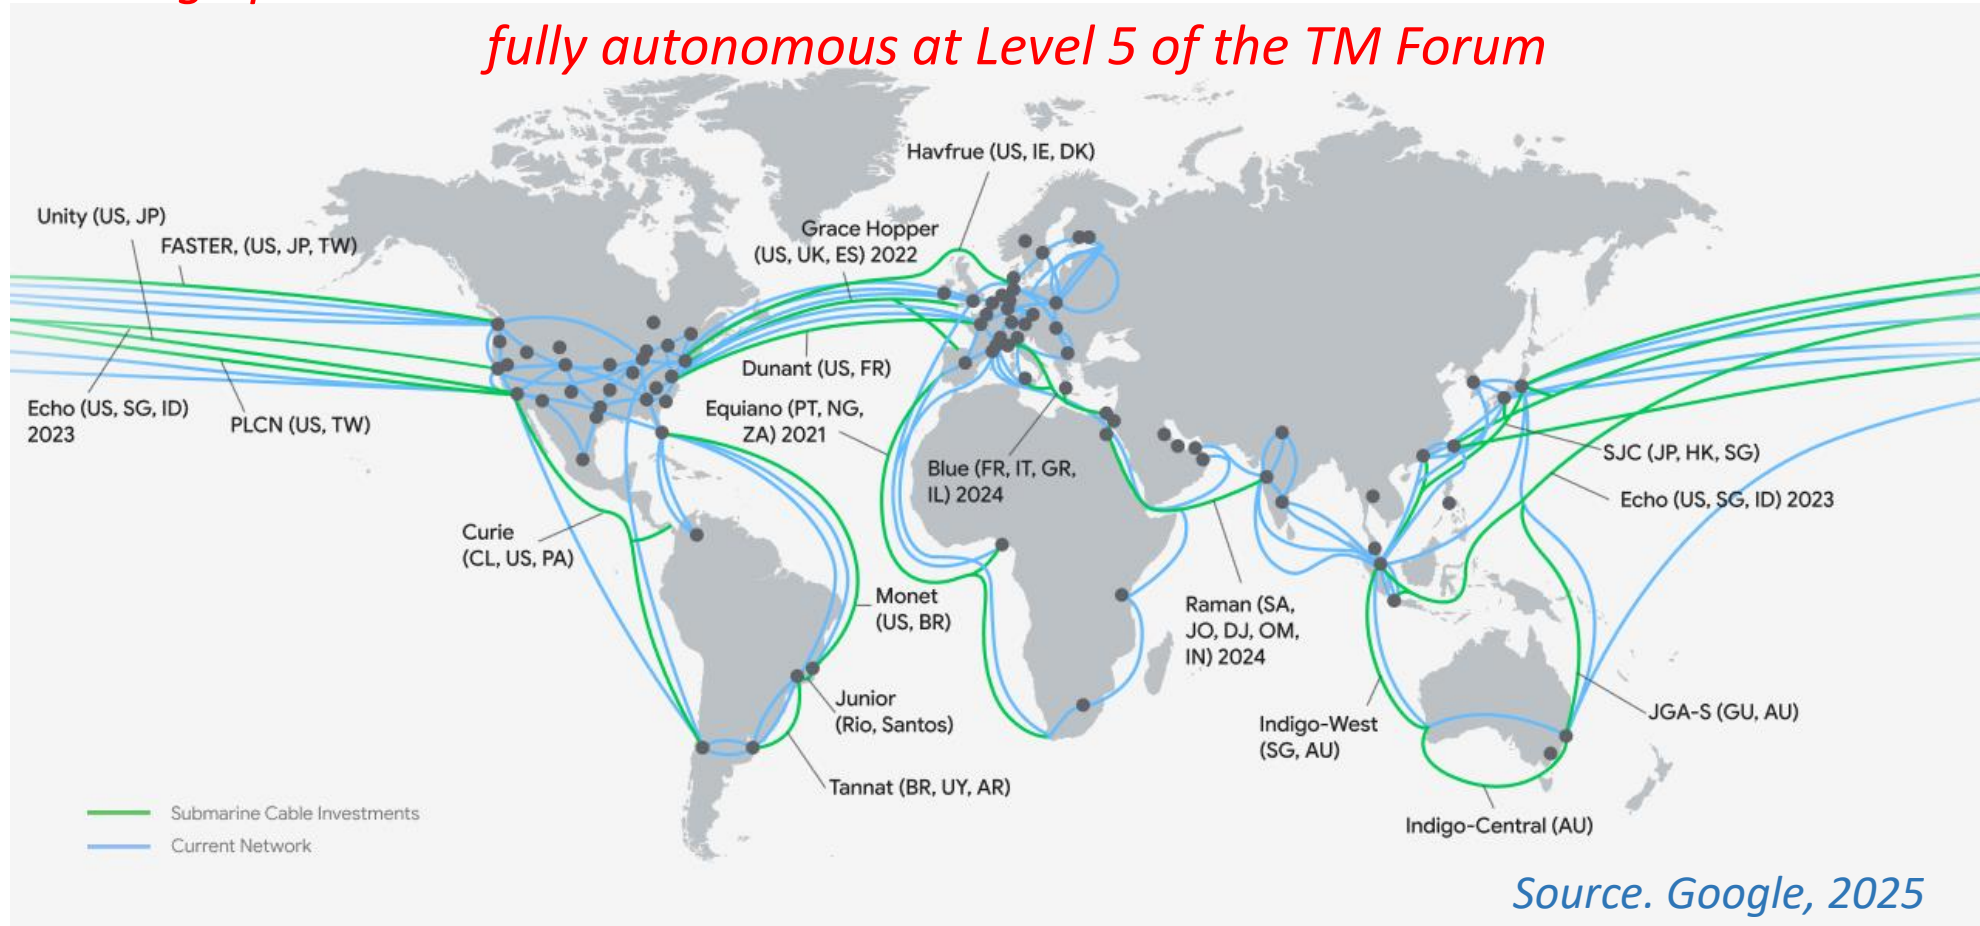 fully autonomous at Level 5 of the TM Forum
Havfrue (US, IE, DK)
Unity (US, JP)
FASTER, (US, JP, TW)
Grace Hopper
(US, UK, ES) 2022
Dunant (US, FR)
Echo (US, SG, ID)
2023
PLCN (US, TW)
Equiano (PT, NG,
ZA) 2021
Blue (FR, IT, GR,
IL) 2024
SJC (JP, HK, SG)
Echo (US, SG, ID) 2023
Curie
(CL, US, PA)
Monet
(US, BR)
Raman (SA,
JO, DJ, OM,
IN) 2024
Junior
(Rio, Santos)
Indigo-West
(SG, AU)
JGA-S (GU, AU)
Tannat (BR, UY, AR)
Indigo-Central (AU)
Submarine Cable Investments
Current Network
Source. Google, 2025